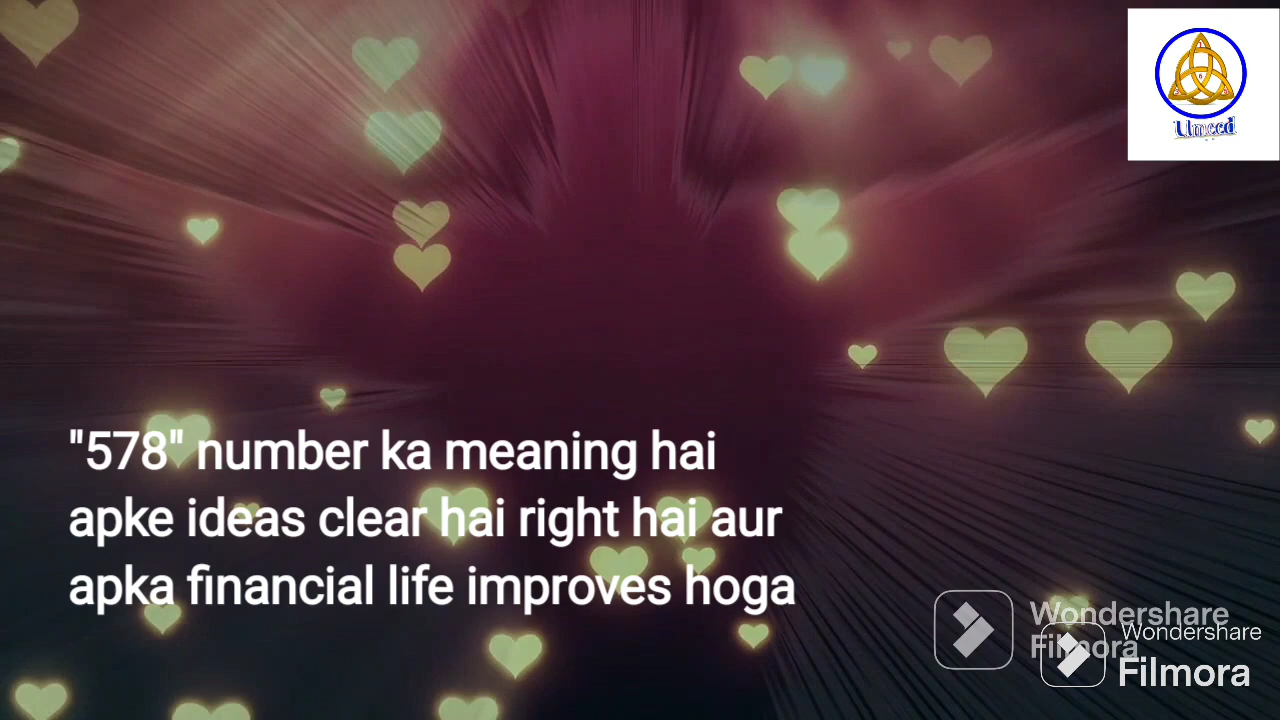 Umeed
"578" number ka meaning hai
apke ideas clear hai right hai aur
apka financial life improves hoga
Wondershare
Filmora
Wondershare
Filmora